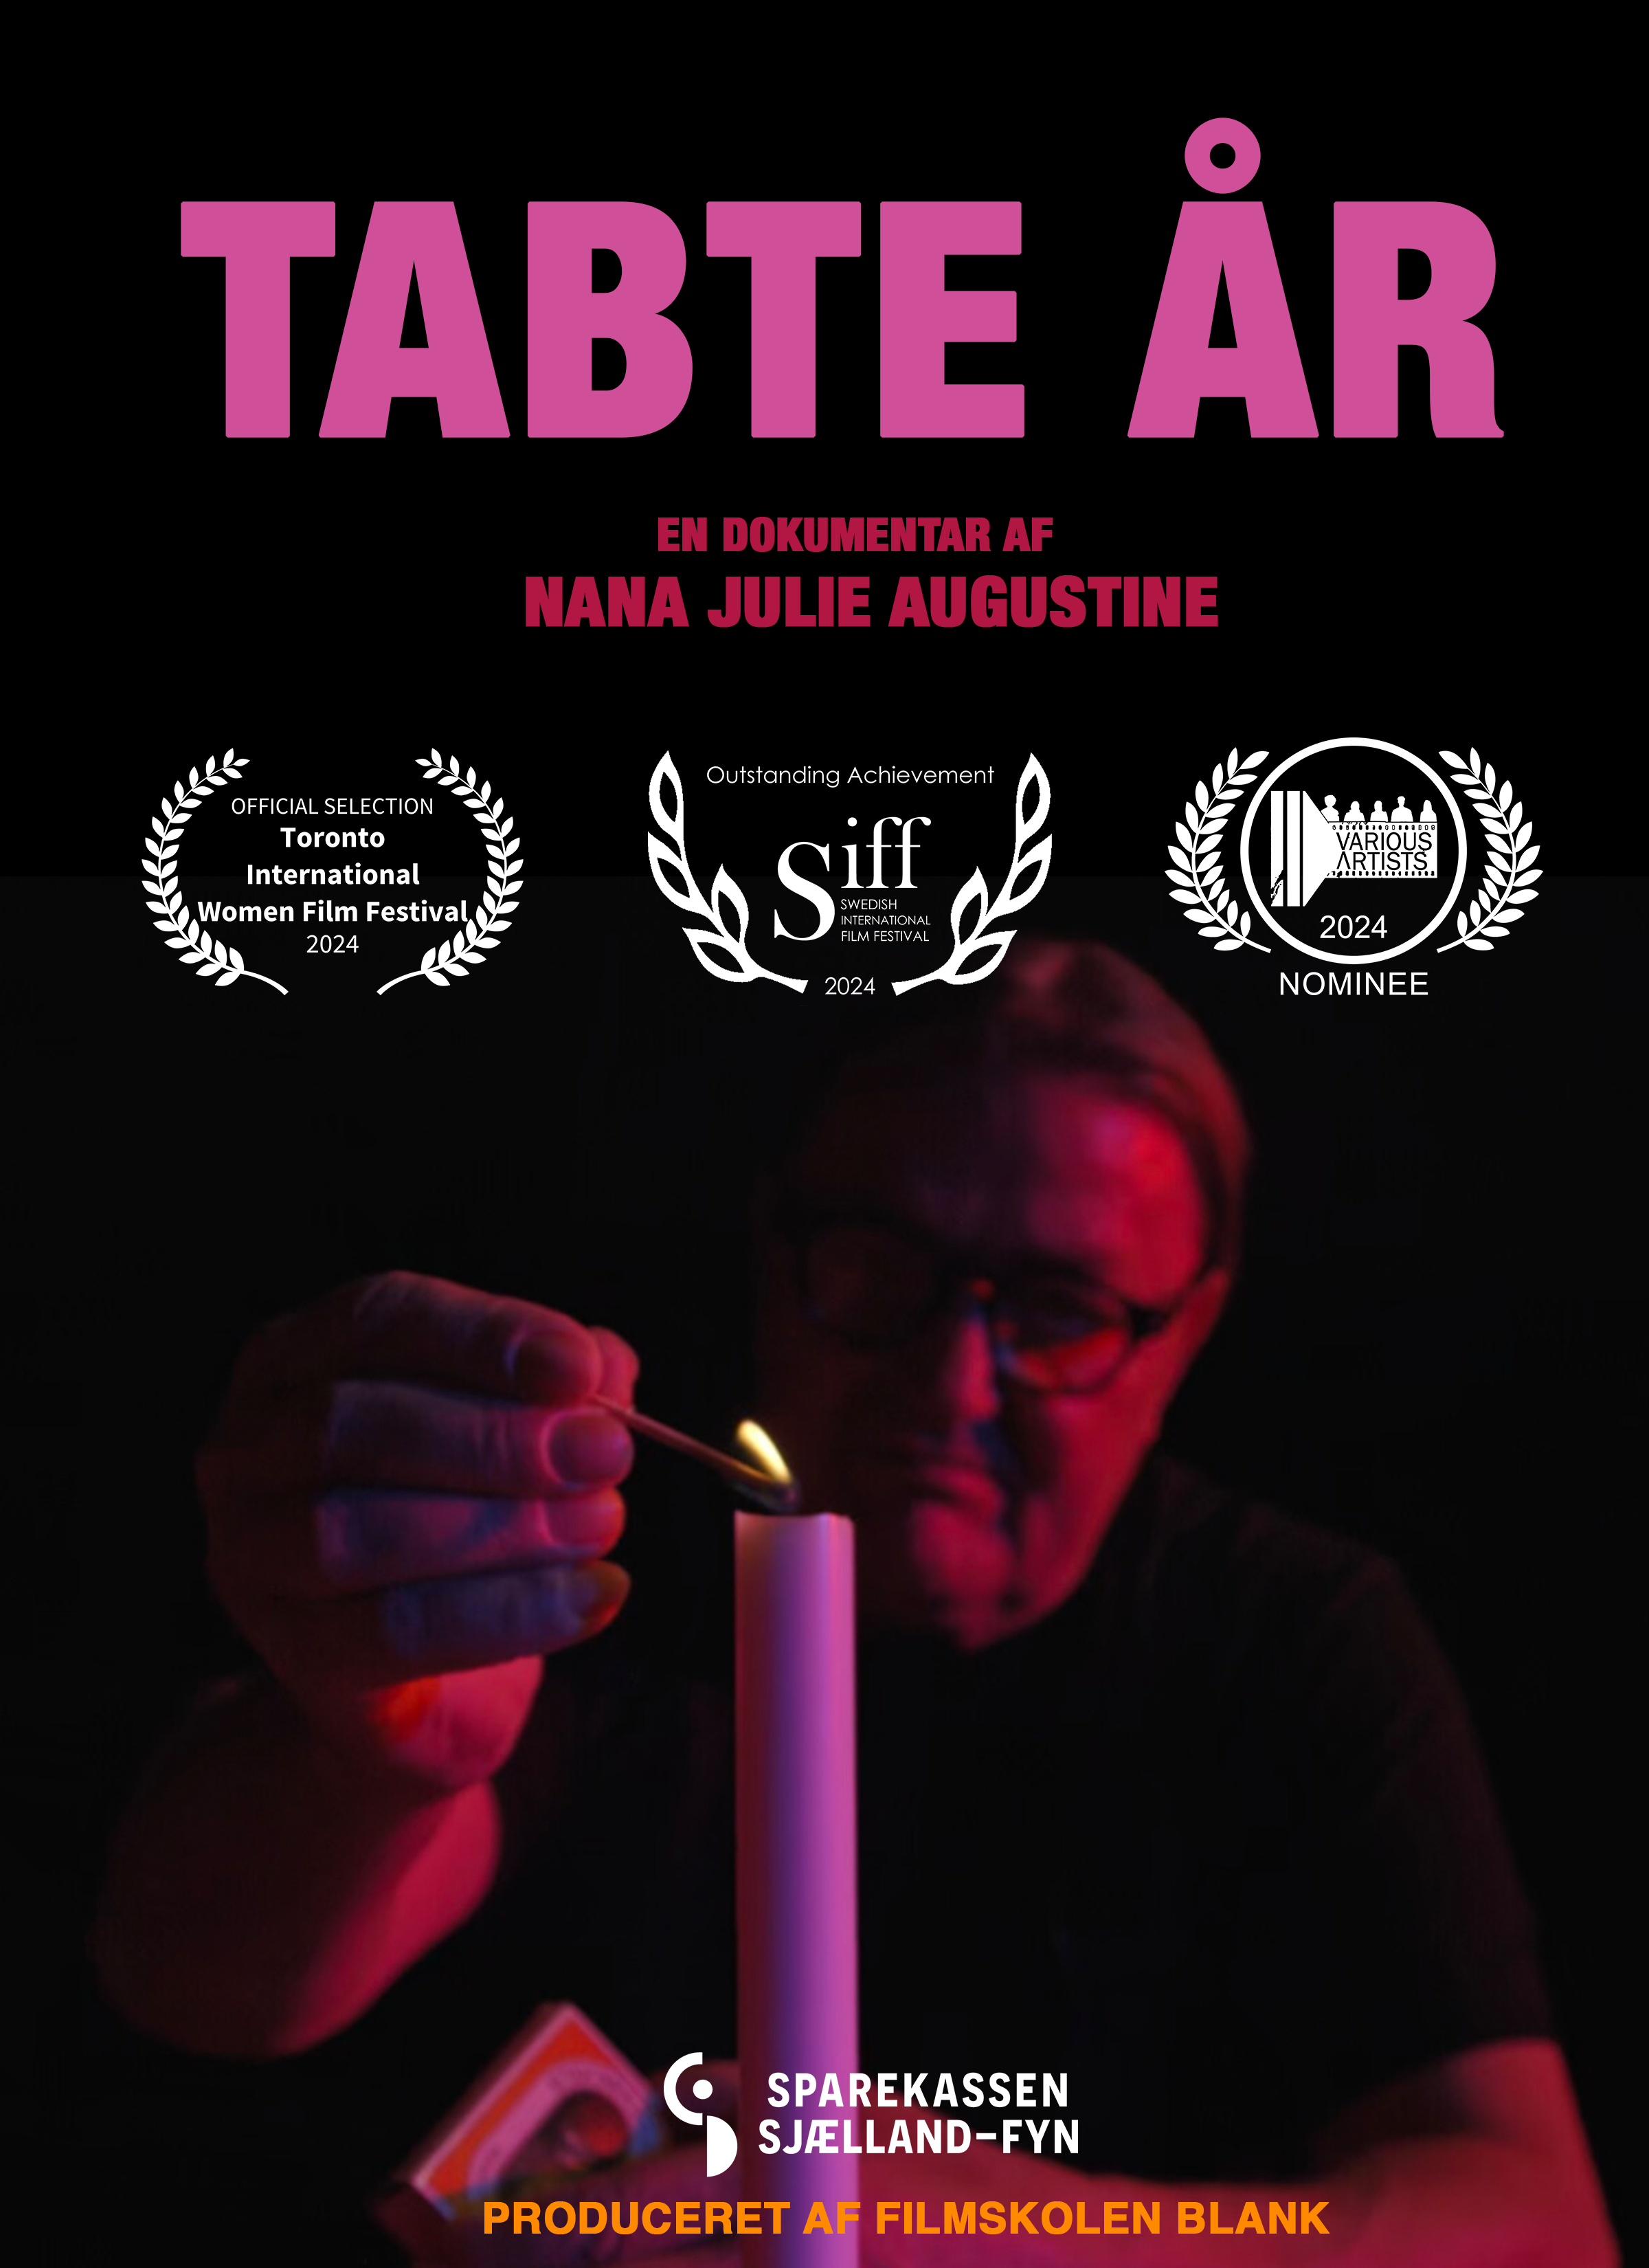 TABTE ÅR
EN DOKUMENTAR AF
NANA JULIE AUGUSTINE
OFFICIAL SELECTION
Toronto
International
Women Film Festival
2024
Outstanding Achievement
Siff
SWEDISH
INTERNATIONAL
FILM FESTIVAL
2024
VARIOUS
ARTISTS
2024
NOMINEE
SPAREKASSEN
SJÆLLAND-FYN
PRODUCERET AF FILMSKOLEN BLANK